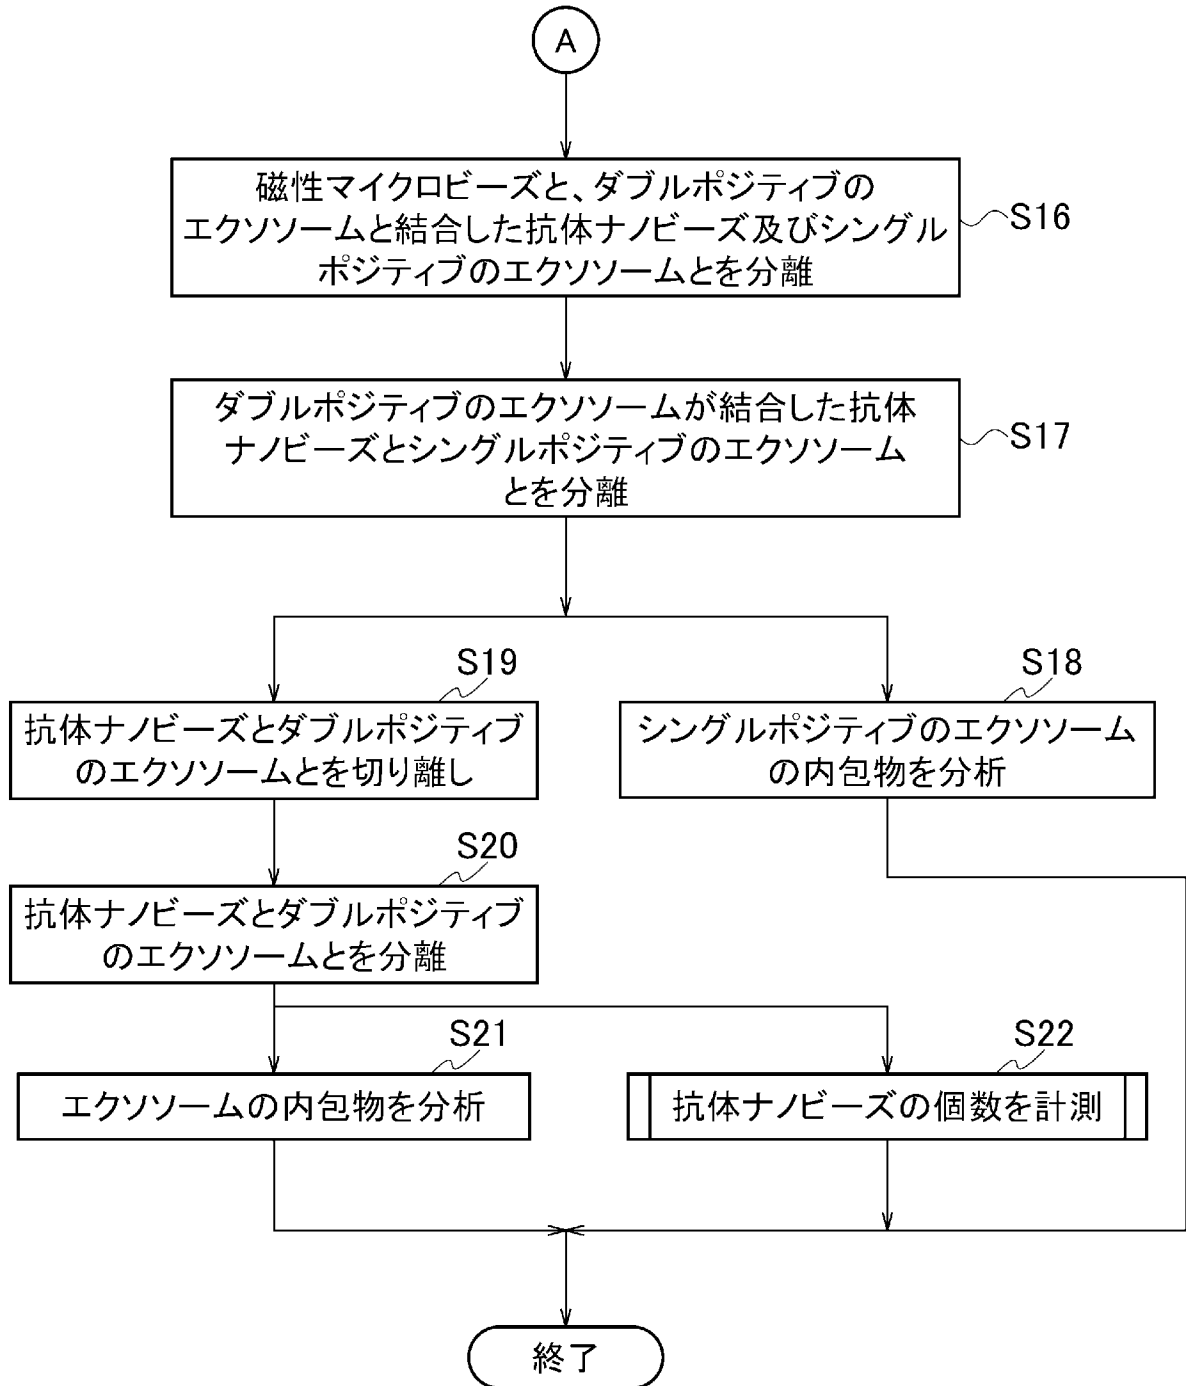 A
磁性マイクロビーズと、ダブルポジティブの
エクソソームと結合した抗体ナノビーズ及びシングル
ポジティブのエクソソームとを分離
S16
ダブルポジティブのエクソソームが結合した抗体
ナノビーズとシングルポジティブのエクソソーム
とを分離
S17
S19
抗体ナノビーズとダブルポジティブ
のエクソソームとを切り離し
S18
シングルポジティブのエクソソーム
の内包物を分析
S20
抗体ナノビーズとダブルポジティブ
のエクソソームとを分離
S21
エクソソームの内包物を分析
S22
抗体ナノビーズの個数を計測
終了